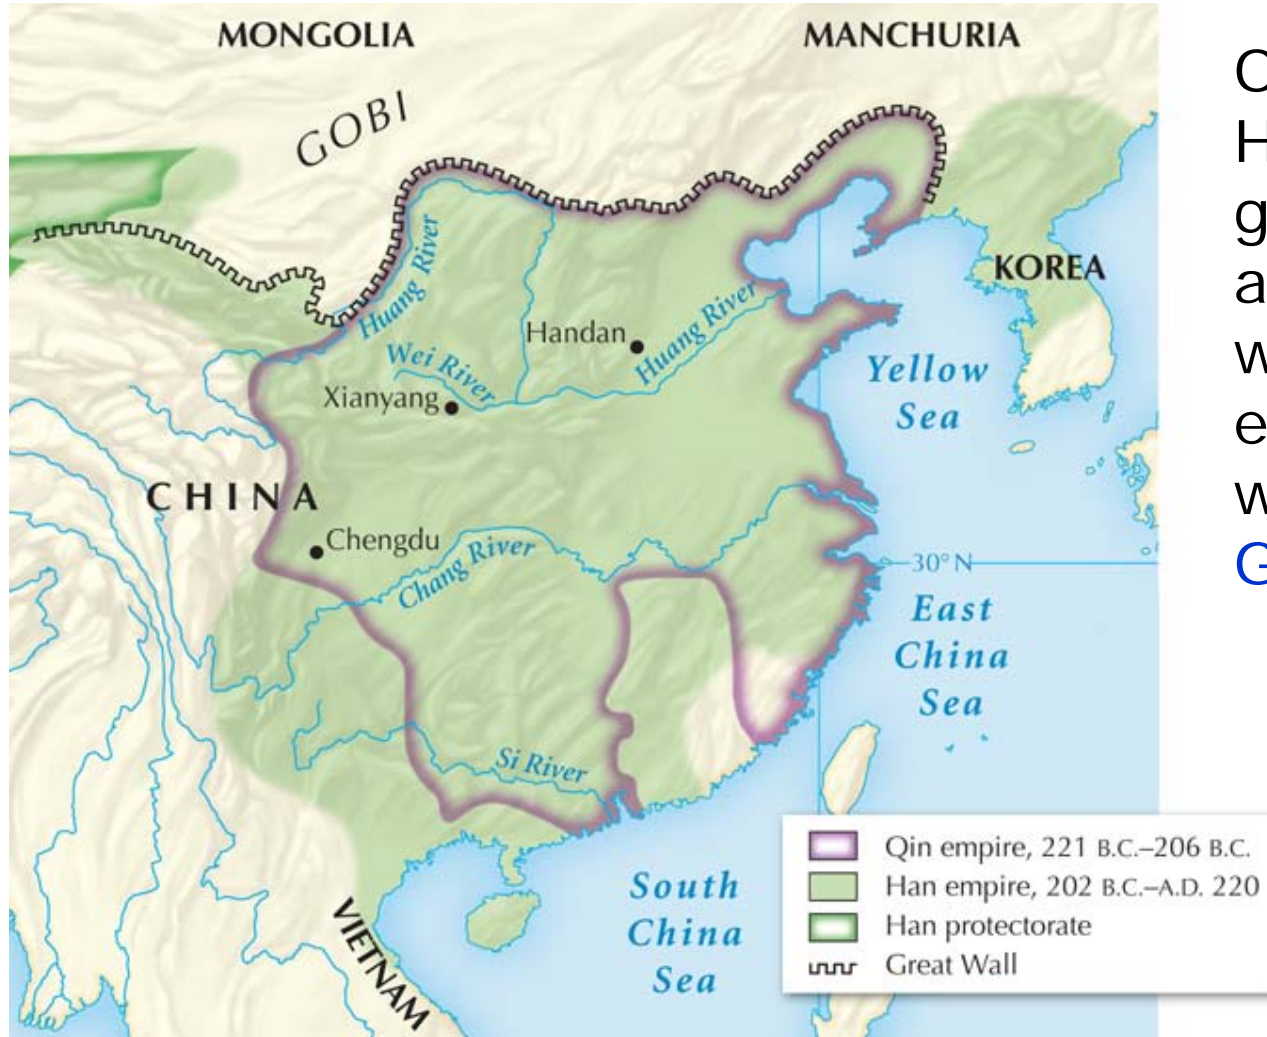 MONGOLIA
MANCHURIA
GOBI
Huang River
KOREA
Handan
Huang River
Wei River
Xianyang
Yellow
Sea
CHINA
Chengdu
Chang River
30° N
East
China
Sea
Si River
South
China
Sea
VIETNAM
Qin empire, 221 B.C.–206 B.C.
Han empire, 202 B.C.–A.D. 220
Han protectorate
Great Wall
H
g
a
w
e
w
G